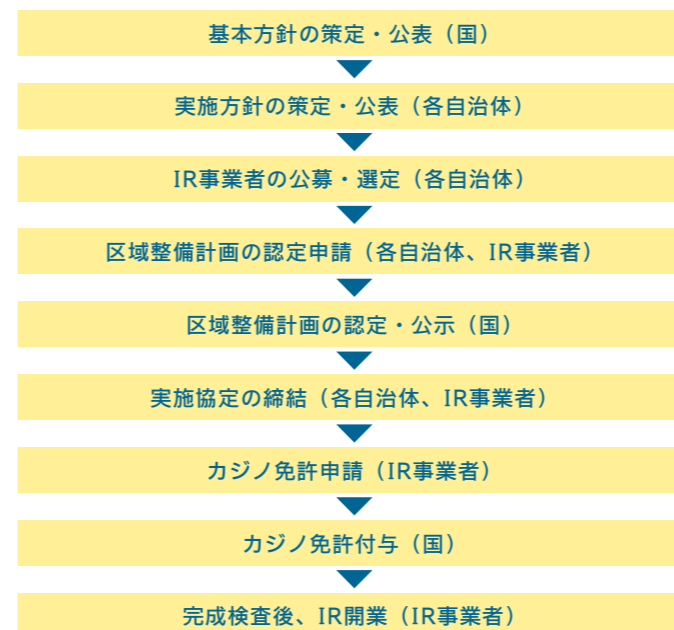 基本方針の策定・公表（国）
実施方針の策定・公表（各自治体）
IR事業者の公募・選定（各自治体）
区域整備計画の認定申請（各自治体、IR事業者）
区域整備計画の認定・公示（国）
実施協定の締結（各自治体、IR事業者）
カジノ免許申請（IR事業者）
カジノ免許付与（国）
完成検査後、IR開業（IR事業者）